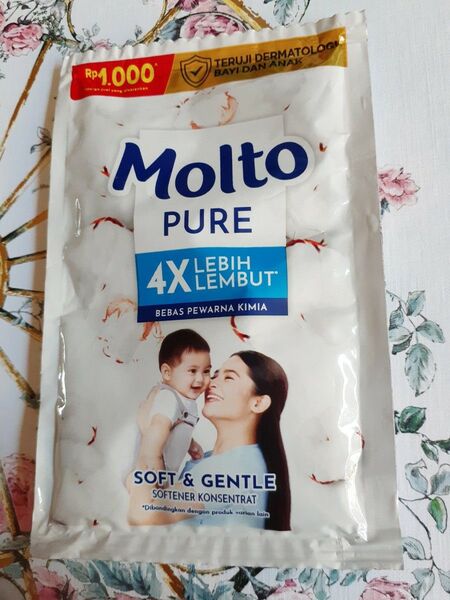 Rp1.000*
TERUJI DERMATOLOGI
BAYI DAN ANAK
Molto
PURE
4X LEBIH
LEMBUT*
BEBAS PEWARNA KIMIA
SOFT & GENTLE
SOFTENER KONSENTRAT
*Dibandingkan dengan produk varian lain